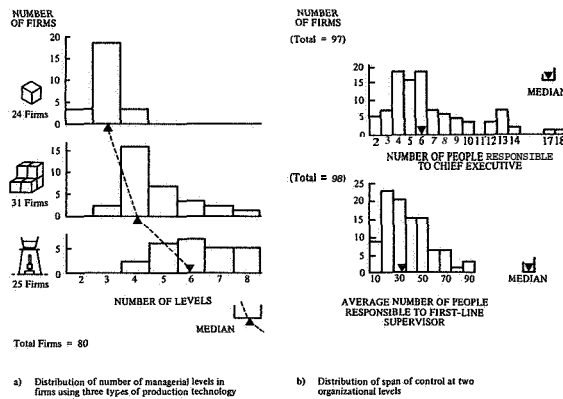 NUMBER
OF FIRMS
20
15
10
5
0
24 Firms
15
10
5
31 Firms
5
25 Firms
2 3 4 5 6 7 8
NUMBER OF LEVELS
MEDIAN
Total Firms = 80
a) Distribution of number of managerial levels in
firms using three types of production technology
NUMBER
OF FIRMS
(Total = 97)
20
15
10
5
0
2 3 4 5 6 7 8 9 10 11 12 13 14 17 18
MEDIAN
NUMBER OF PEOPLE RESPONSIBLE
TO CHIEF EXECUTIVE
(Total = 98)
25
20
15
10
5
0
10 30 50 70 90
MEDIAN
AVERAGE NUMBER OF PEOPLE
RESPONSIBLE TO FIRST-LINE
SUPERVISOR
b) Distribution of span of control at two
organizational levels